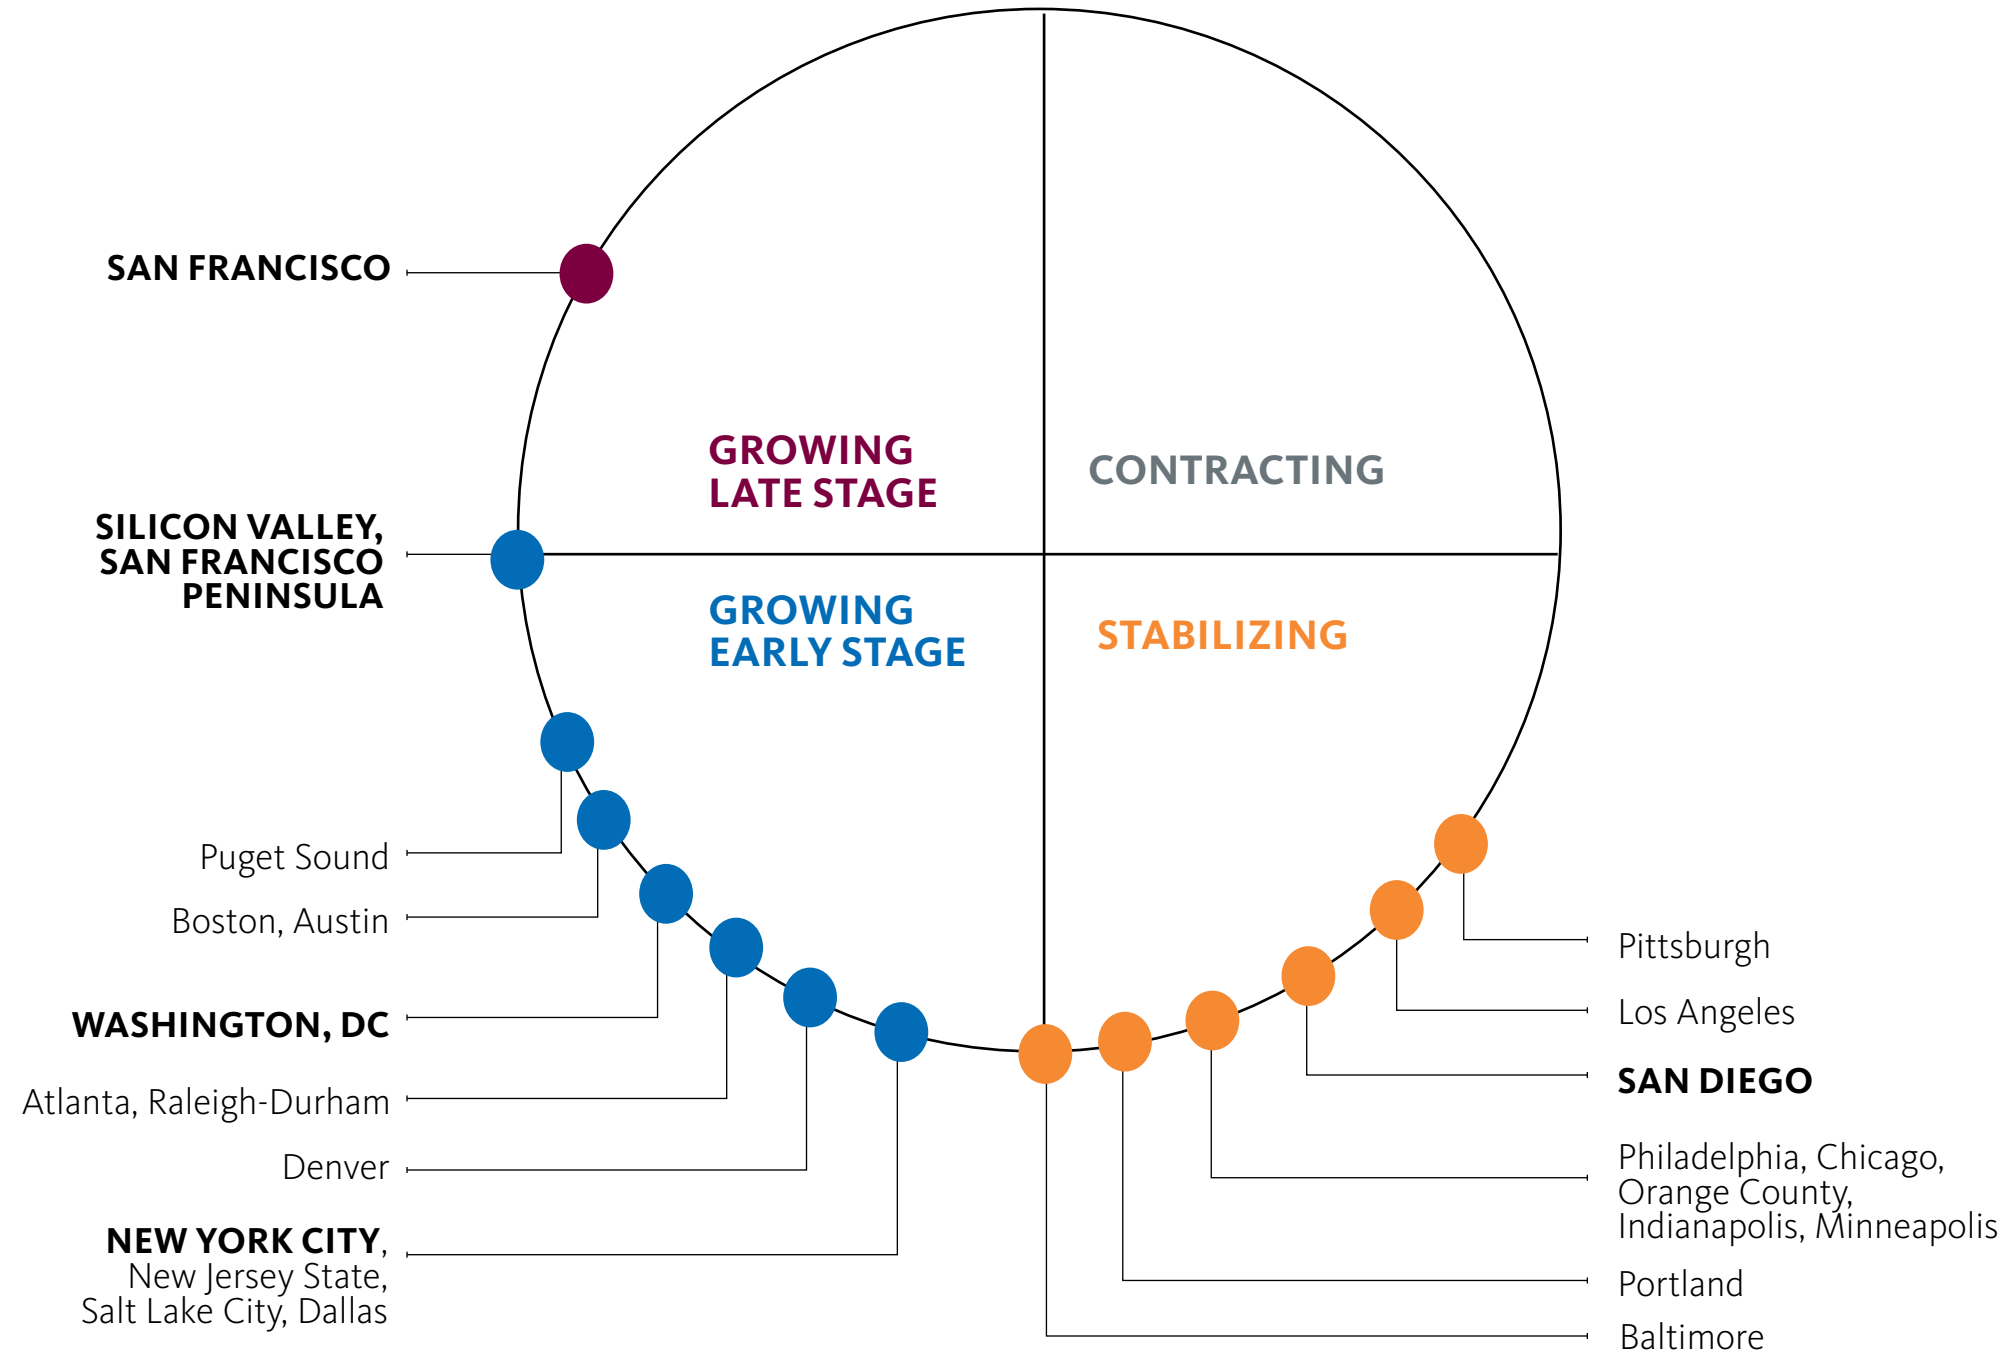 SAN FRANCISCO
GROWING
LATE STAGE
CONTRACTING
SILICON VALLEY,
SAN FRANCISCO
PENINSULA
GROWING
EARLY STAGE
STABILIZING
Puget Sound
Boston, Austin
WASHINGTON, DC
Atlanta, Raleigh-Durham
Denver
NEW YORK CITY,
New Jersey State,
Salt Lake City, Dallas
Pittsburgh
Los Angeles
SAN DIEGO
Philadelphia, Chicago,
Orange County,
Indianapolis, Minneapolis
Portland
Baltimore